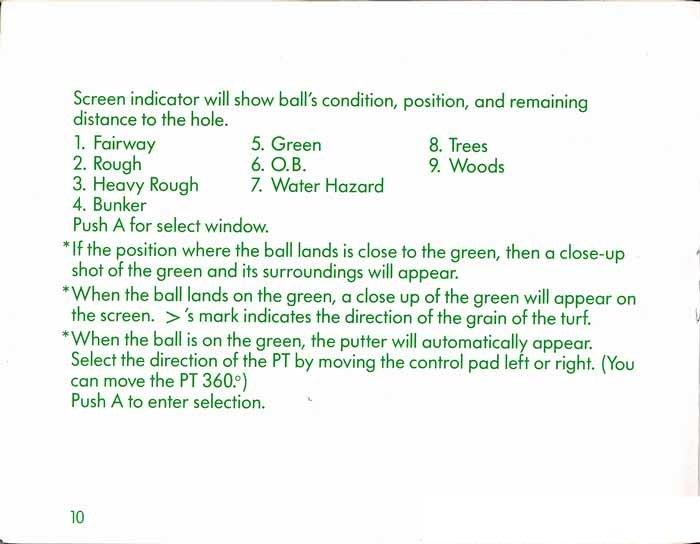 Screen indicator will show ball's condition, position, and remaining
distance to the hole.
1. Fairway 5. Green 8. Trees
2. Rough 6. O.B. 9. Woods
3. Heavy Rough 7. Water Hazard
4. Bunker
Push A for select window.
*If the position where the ball lands is close to the green, then a close-up
shot of the green and its surroundings will appear.
*When the ball lands on the green, a close up of the green will appear on
the screen. >'s mark indicates the direction of the grain of the turf.
*When the ball is on the green, the putter will automatically appear.
Select the direction of the PT by moving the control pad left or right. (You
can move the PT 360.°)
Push A to enter selection.
10